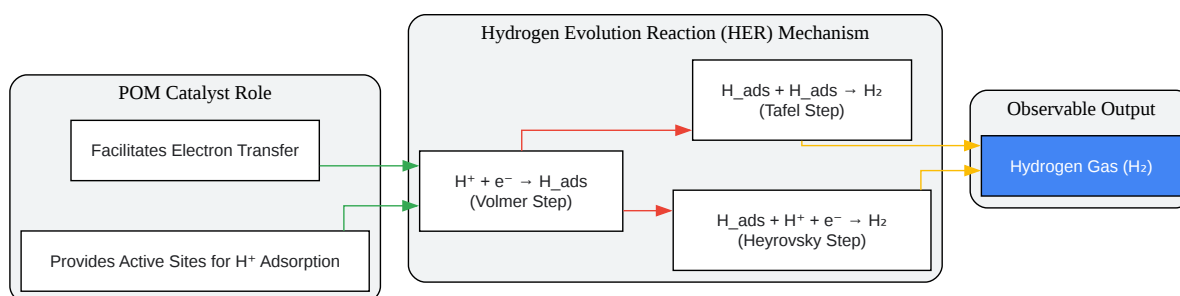 POM Catalyst Role
Facilitates Electron Transfer
Provides Active Sites for H⁺ Adsorption
Hydrogen Evolution Reaction (HER) Mechanism
H⁺ + e⁻ → H_ads
(Volmer Step)
H_ads + H_ads → H₂
(Tafel Step)
H_ads + H⁺ + e⁻ → H₂
(Heyrovsky Step)
Observable Output
Hydrogen Gas (H₂)